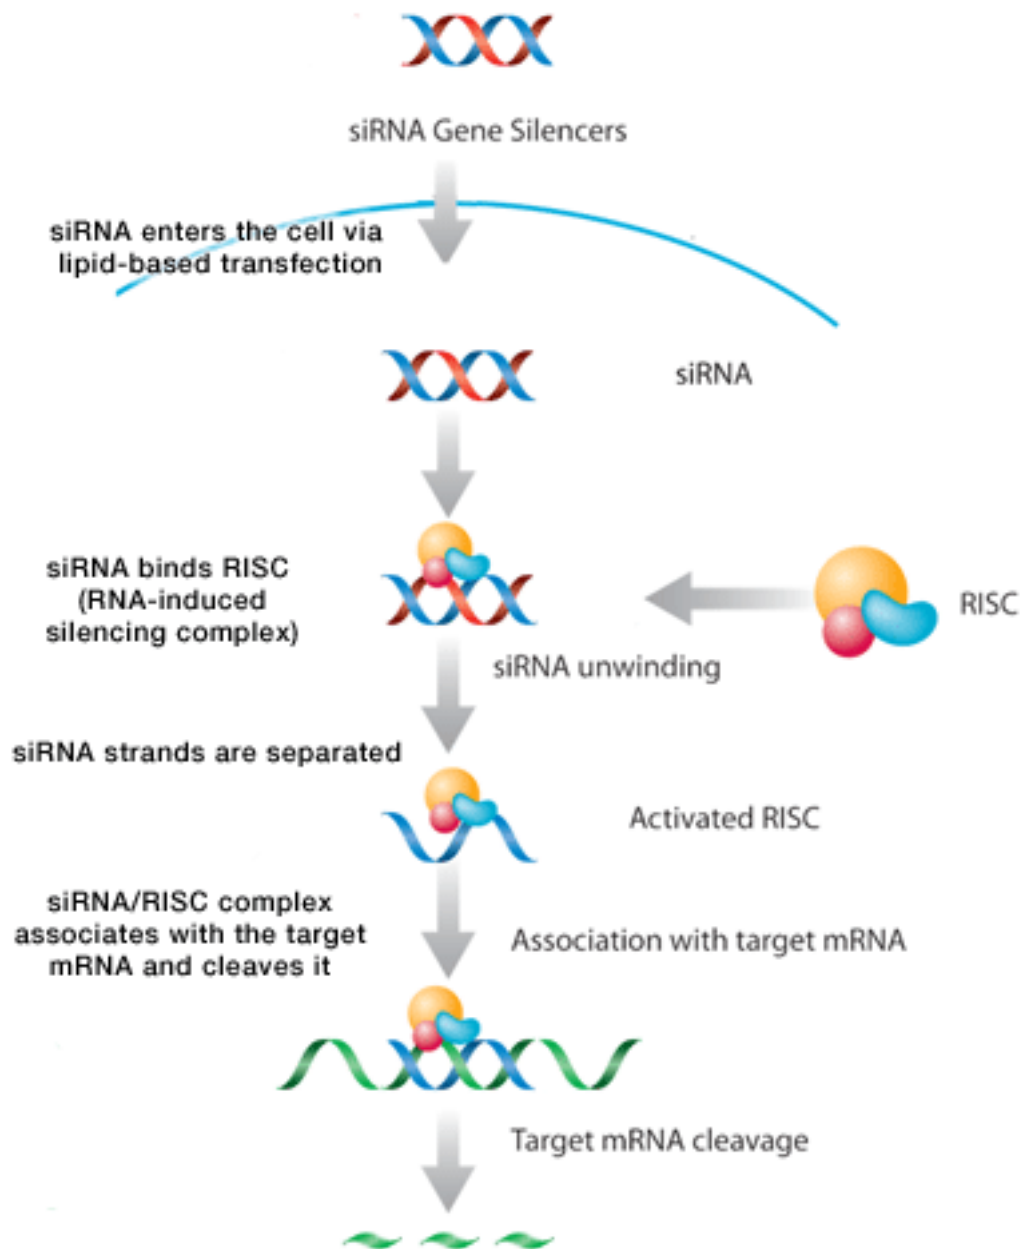 siRNA Gene Silencers
siRNA enters the cell via
lipid-based transfection
siRNA
siRNA binds RISC
(RNA-induced
silencing complex)
RISC
siRNA unwinding
siRNA strands are separated
Activated RISC
siRNA/RISC complex
associates with the target
mRNA and cleaves it
Association with target mRNA
Target mRNA cleavage